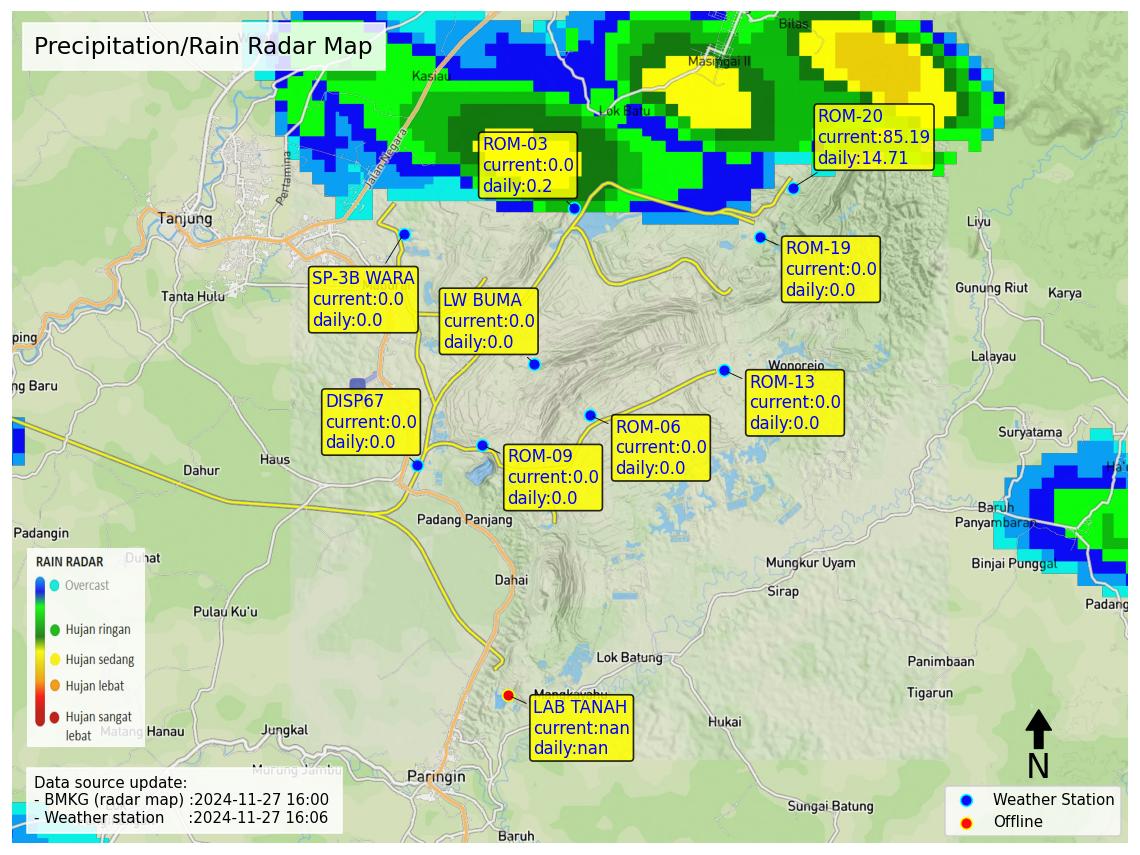 Precipitation/Rain Radar Map
Bilas
Masingai II
Kasiau
Lok Batu
ROM-20
current:85.19
daily:14.71
ROM-03
current:0.0
daily:0.2
Jalan Negara
Pertamina
Tanjung
Liyu
ROM-19
current:0.0
daily:0.0
SP-3B WARA
current:0.0
daily:0.0
Tanta Hulu
LW BUMA
current:0.0
daily:0.0
Gunung Riut
Karya
ping
Lalayau
Wonorejo
ng Baru
ROM-13
current:0.0
daily:0.0
DISP67
current:0.0
daily:0.0
ROM-06
current:0.0
daily:0.0
Suryatama
Haus
Dahur
ROM-09
current:0.0
daily:0.0
Baruh
Panyambaran
Padang Panjang
Padangin
Duhat
Mungkur Uyam
Binjai Punggal
RAIN RADAR
Overcast
Hujan ringan
Hujan sedang
Hujan lebat
Hujan sangat
lebat
Dahai
Sirap
Padang
Pulau Ku'u
Lok Batung
Panimbaan
Tigarun
Mangkayahu
LAB TANAH
current:nan
daily:nan
Hukai
Matang Hanau
Jungkal
Murung Jambu
Paringin
N
Data source update:
- BMKG (radar map) :2024-11-27 16:00
- Weather station :2024-11-27 16:06
Sungai Batung
Baruh
Weather Station
Offline